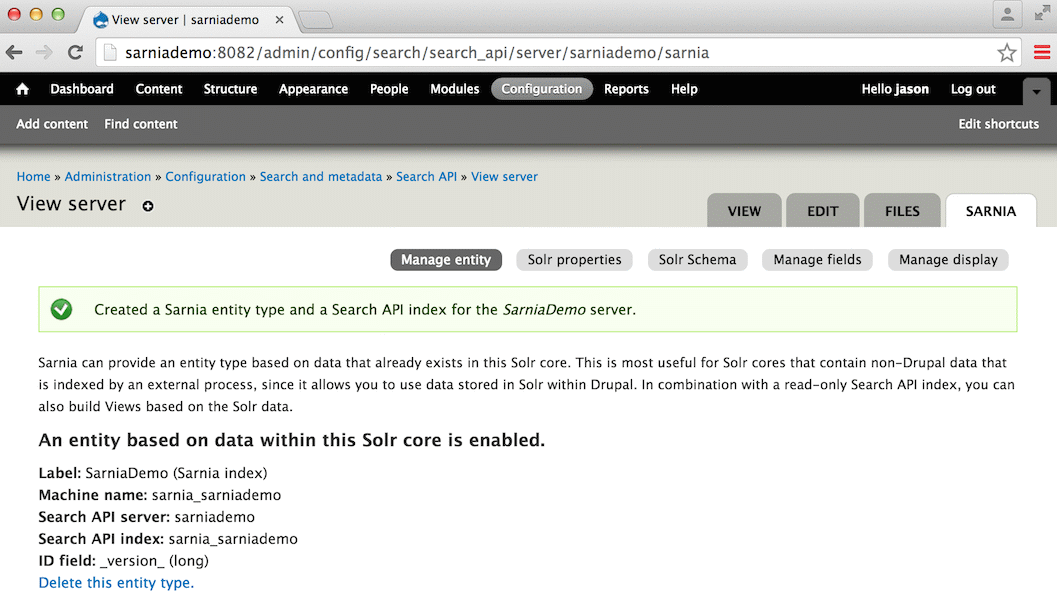 View server | sarniademo
sarniademo:8082/admin/config/search/search_api/server/sarniademo/sarnia
Dashboard Content Structure Appearance People Modules Configuration Reports Help Hello jason Log out
Add content Find content Edit shortcuts
Home » Administration » Configuration » Search and metadata » Search API » View server
View server
VIEW EDIT FILES SARNIA
Manage entity Solr properties Solr Schema Manage fields Manage display
Created a Sarnia entity type and a Search API index for the SarniaDemo server.
Sarnia can provide an entity type based on data that already exists in this Solr core. This is most useful for Solr cores that contain non-Drupal data that
is indexed by an external process, since it allows you to use data stored in Solr within Drupal. In combination with a read-only Search API index, you can
also build Views based on the Solr data.
An entity based on data within this Solr core is enabled.
Label: SarniaDemo (Sarnia index)
Machine name: sarnia_sarniademo
Search API server: sarniademo
Search API index: sarnia_sarniademo
ID field: _version_ (long)
Delete this entity type.